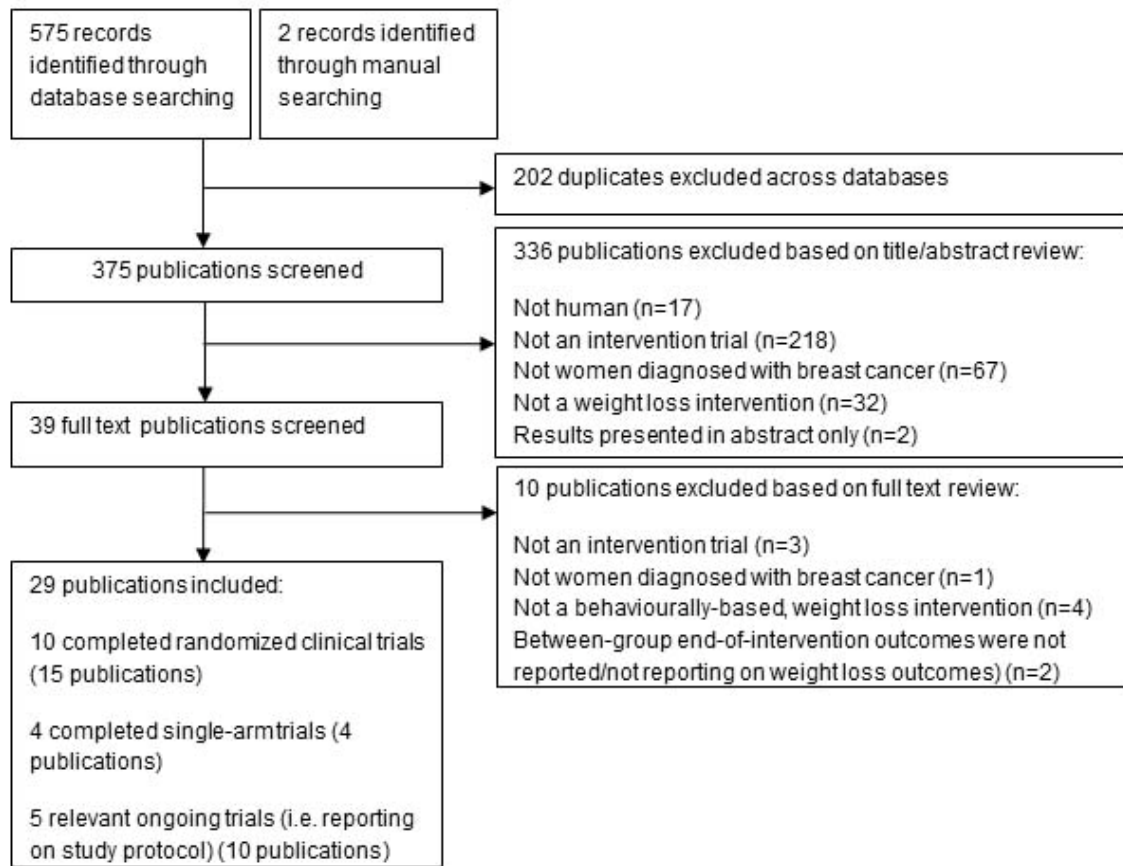 575 records
identified through
database searching
2 records identified
through manual
searching
202 duplicates excluded across databases
375 publications screened
336 publications excluded based on title/abstract review:
Not human (n=17)
Not an intervention trial (n=218)
Not women diagnosed with breast cancer (n=67)
Not a weight loss intervention (n=32)
Results presented in abstract only (n=2)
39 full text publications screened
10 publications excluded based on full text review:
Not an intervention trial (n=3)
Not women diagnosed with breast cancer (n=1)
Not a behaviourally-based, weight loss intervention (n=4)
Between-group end-of-intervention outcomes were not
reported/not reporting on weight loss outcomes) (n=2)
29 publications included:
10 completed randomized clinical trials
(15 publications)
4 completed single-arm trials (4
publications)
5 relevant ongoing trials (i.e. reporting
on study protocol) (10 publications)